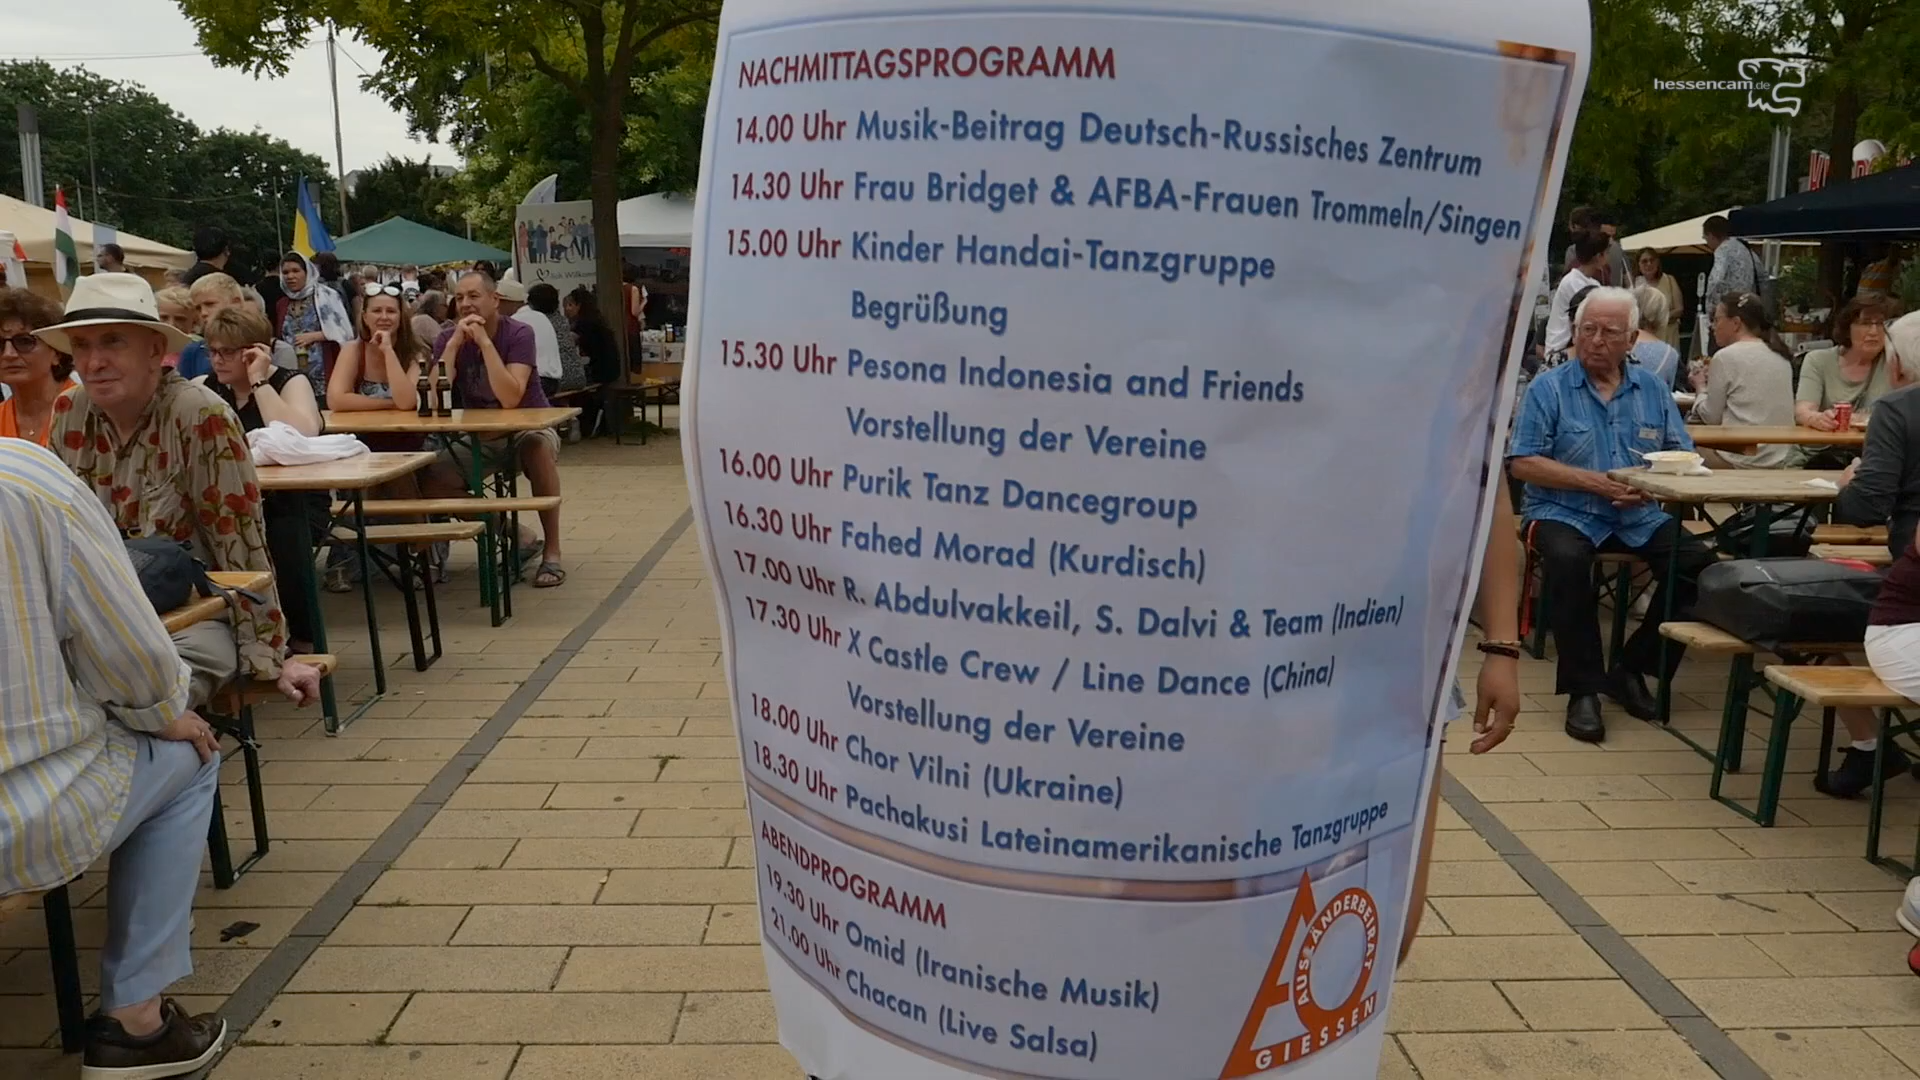 hessencam.de
NACHMITTAGSPROGRAMM
14.00 Uhr Musik-Beitrag Deutsch-Russisches Zentrum
14.30 Uhr Frau Bridget & AFBA-Frauen Trommeln/Singen
15.00 Uhr Kinder Handai-Tanzgruppe
Begrüßung
15.30 Uhr Pesona Indonesia and Friends
Vorstellung der Vereine
16.00 Uhr Purik Tanz Dancegroup
16.30 Uhr Fahed Morad (Kurdisch)
17.00 Uhr R. Abdulvakkeil, S. Dalvi & Team (Indien)
17.30 Uhr X Castle Crew / Line Dance (China)
Vorstellung der Vereine
18.00 Uhr Chor Vilni (Ukraine)
18.30 Uhr Pachakusi Lateinamerikanische Tanzgruppe
ABENDPROGRAMM
19.30 Uhr Omid (Iranische Musik)
21.00 Uhr Chacan (Live Salsa)
AUSLÄNDERBEIRAT
GIESSEN